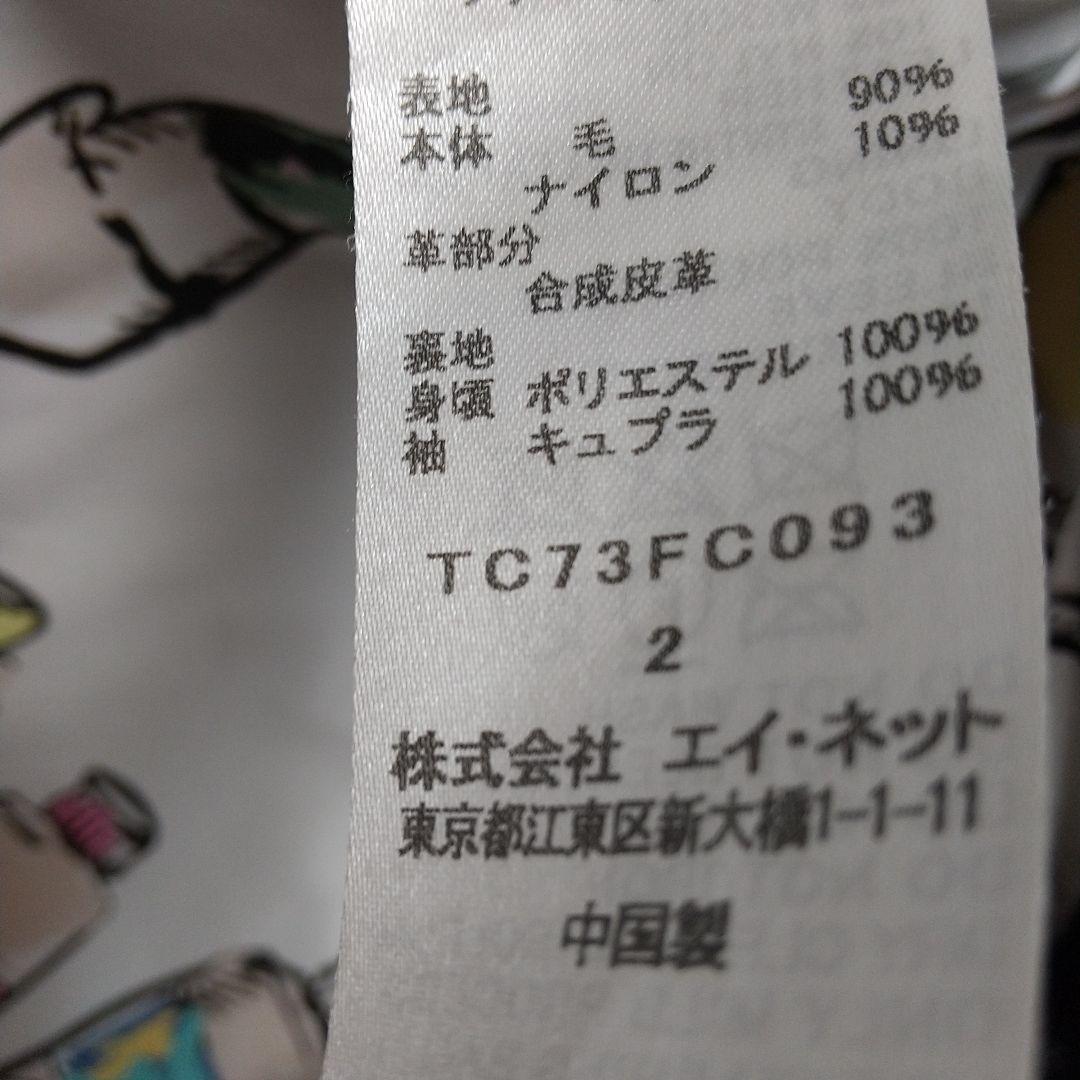 表地
本体 毛 90%
ナイロン 10%
革部分
合成皮革
裏地
身頃 ポリエステル 100%
袖 キュプラ 100%
TC73FC093
2
株式会社 エイ・ネット
東京都江東区新大橋1-1-11
中国製